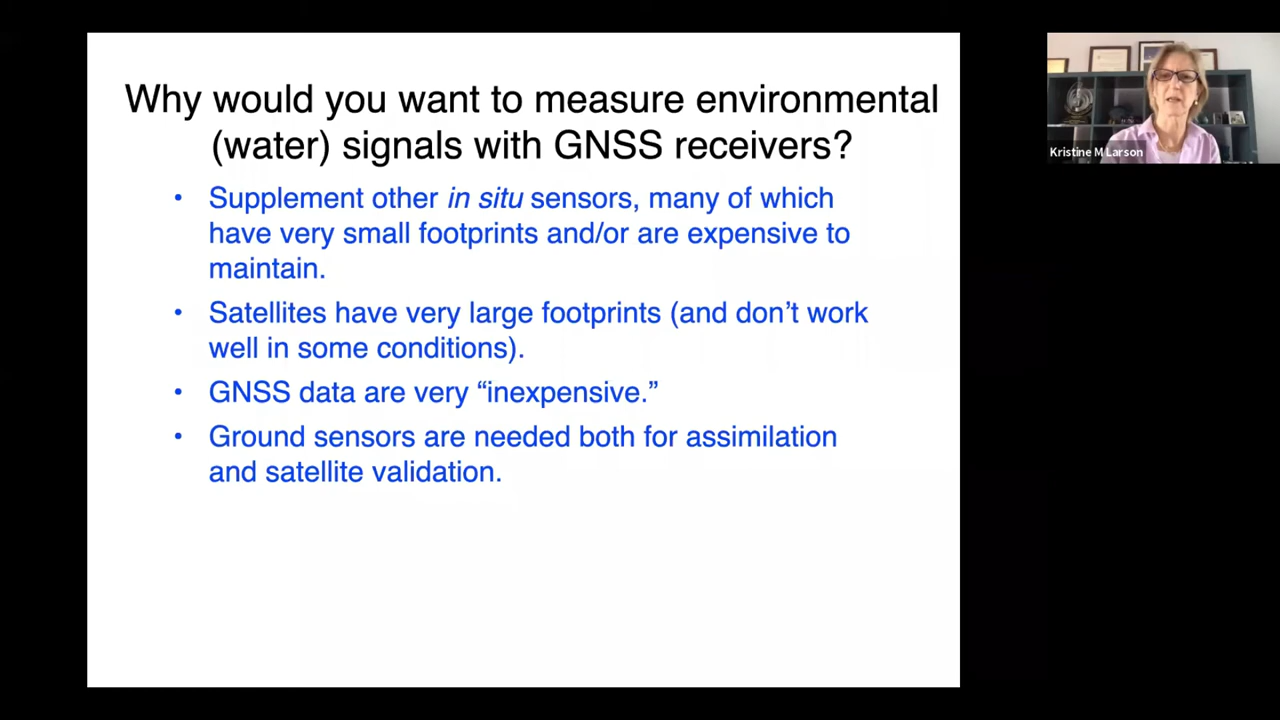 Why would you want to measure environmental
(water) signals with GNSS receivers?
• Supplement other in situ sensors, many of which
have very small footprints and/or are expensive to
maintain.
• Satellites have very large footprints (and don’t work
well in some conditions).
• GNSS data are very “inexpensive.”
• Ground sensors are needed both for assimilation
and satellite validation.
Kristine M Larson